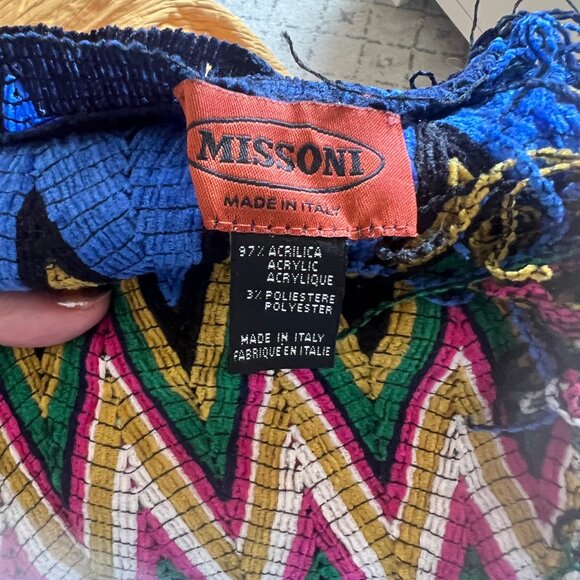 MISSONI
MADE IN ITALY
97% ACRILICA
ACRYLIC
ACRYLIQUE
3% POLIESTERE
POLYESTER
MADE IN ITALY
FABRIQUE EN ITALIE